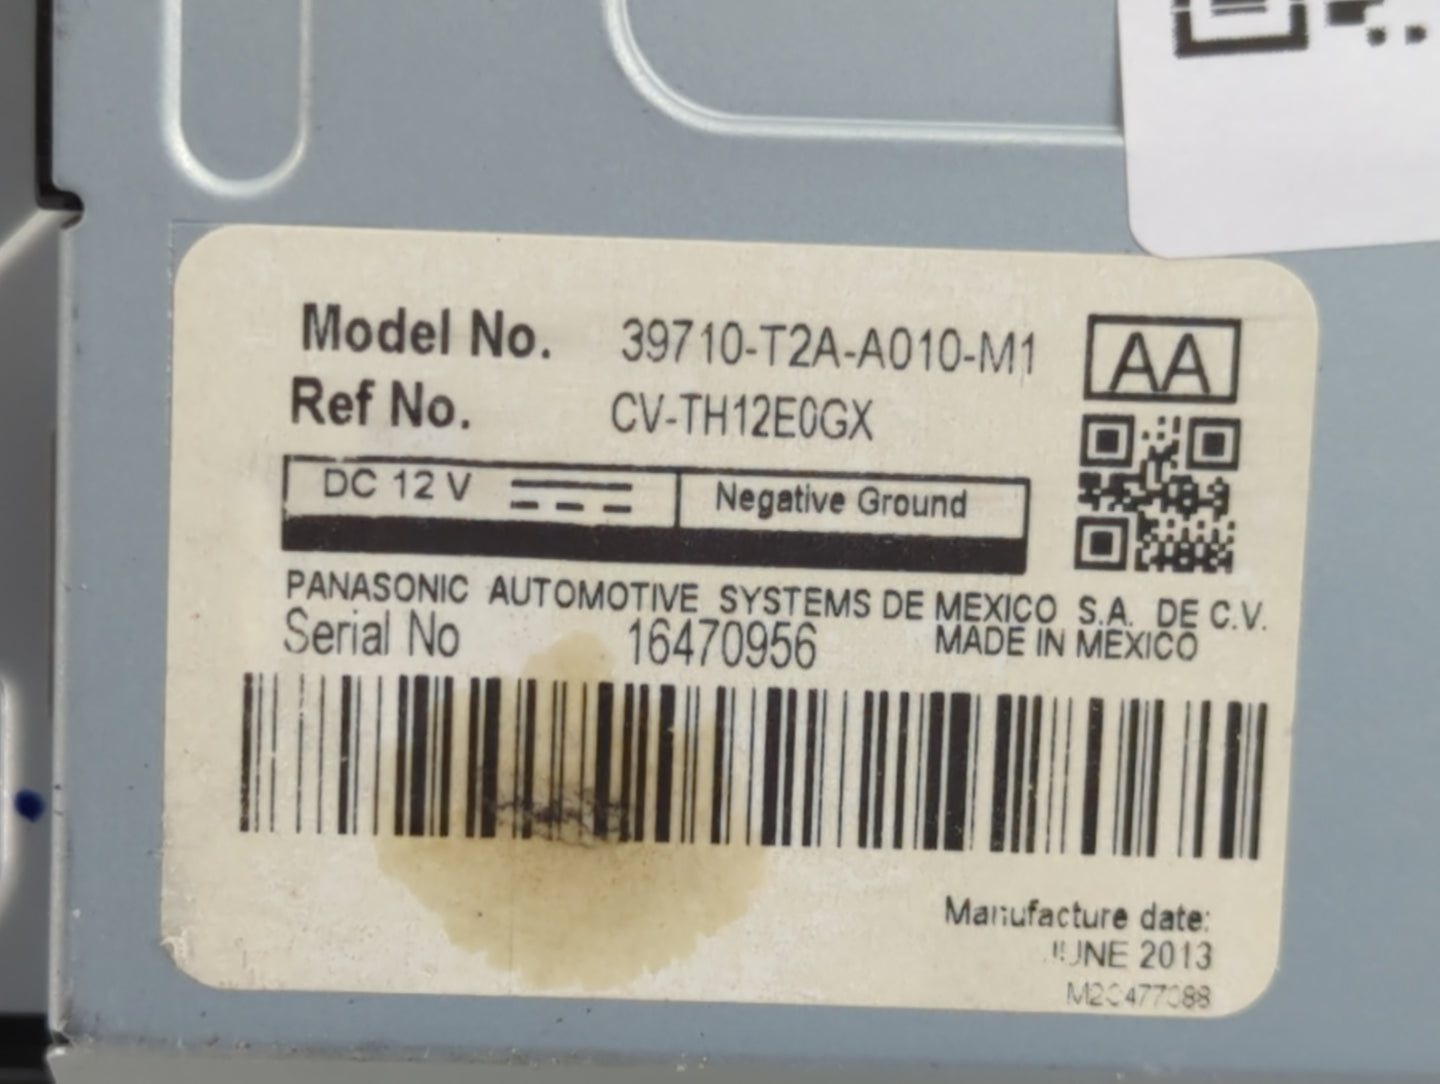 Model No. 39710-T2A-A010-M1 AA
Ref No. CV-TH12E0GX
DC 12 V Negative Ground
PANASONIC AUTOMOTIVE SYSTEMS DE MEXICO S.A. DE C.V.
Serial No 16470956 MADE IN MEXICO
Manufacture date:
JUNE 2013